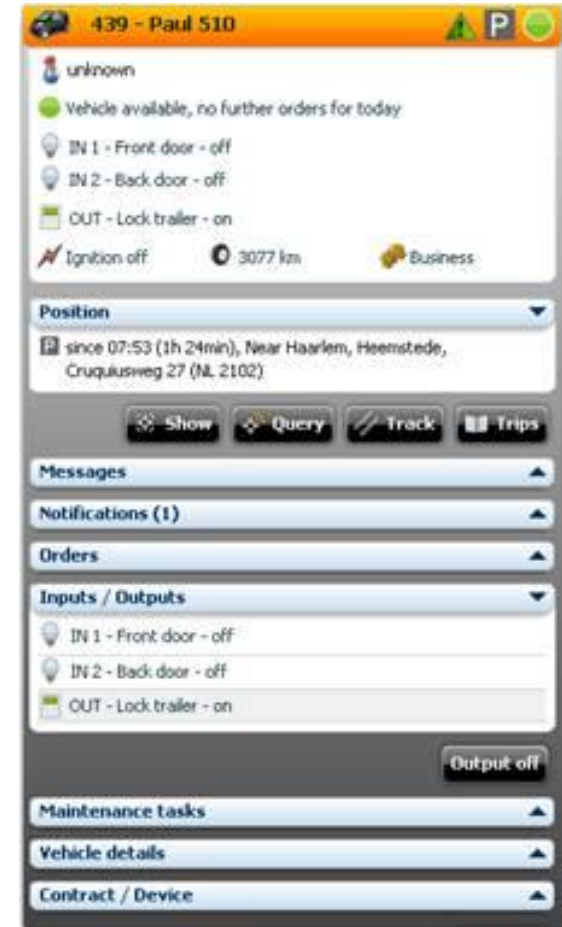 439 - Paul 510 P
unknown
Vehicle available, no further orders for today
IN 1 - Front door - off
IN 2 - Back door - off
OUT - Lock trailer - on
Ignition off 3077 km Business
Position
P since 07:53 (1h 24min), Near Haarlem, Heemstede,
Cruquiusweg 27 (NL 2102)
Show Query Track Trips
Messages
Notifications (1)
Orders
Inputs / Outputs
IN 1 - Front door - off
IN 2 - Back door - off
OUT - Lock trailer - on
Output off
Maintenance tasks
Vehicle details
Contract / Device